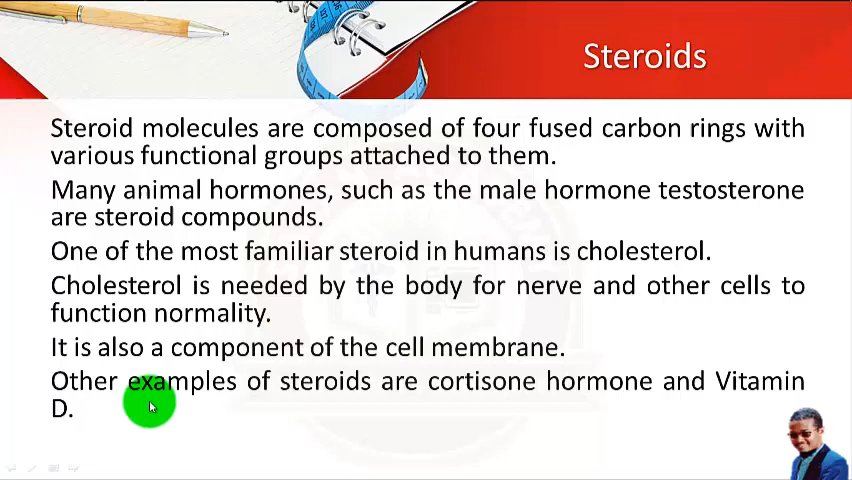 Steroids
Steroid molecules are composed of four fused carbon rings with
various functional groups attached to them.
Many animal hormones, such as the male hormone testosterone
are steroid compounds.
One of the most familiar steroid in humans is cholesterol.
Cholesterol is needed by the body for nerve and other cells to
function normality.
It is also a component of the cell membrane.
Other examples of steroids are cortisone hormone and Vitamin
D.